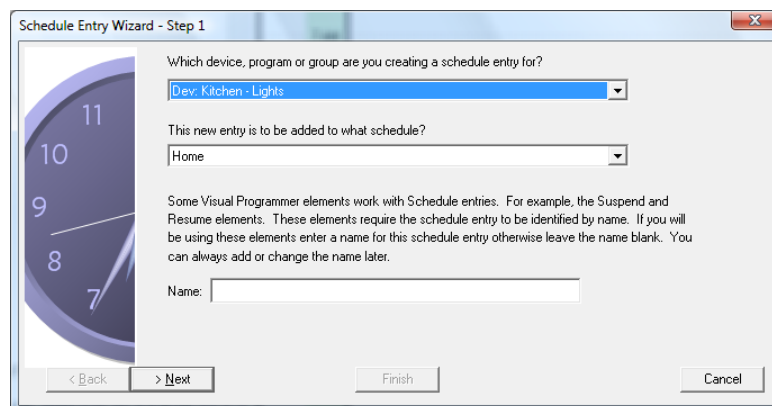 Schedule Entry Wizard - Step 1
Which device, program or group are you creating a schedule entry for?
Dev: Kitchen - Lights
This new entry is to be added to what schedule?
Home
11
10
9
8
7
Some Visual Programmer elements work with Schedule entries. For example, the Suspend and
Resume elements. These elements require the schedule entry to be identified by name. If you will
be using these elements enter a name for this schedule entry otherwise leave the name blank. You
can always add or change the name later.
Name:
< Back
> Next
Finish
Cancel